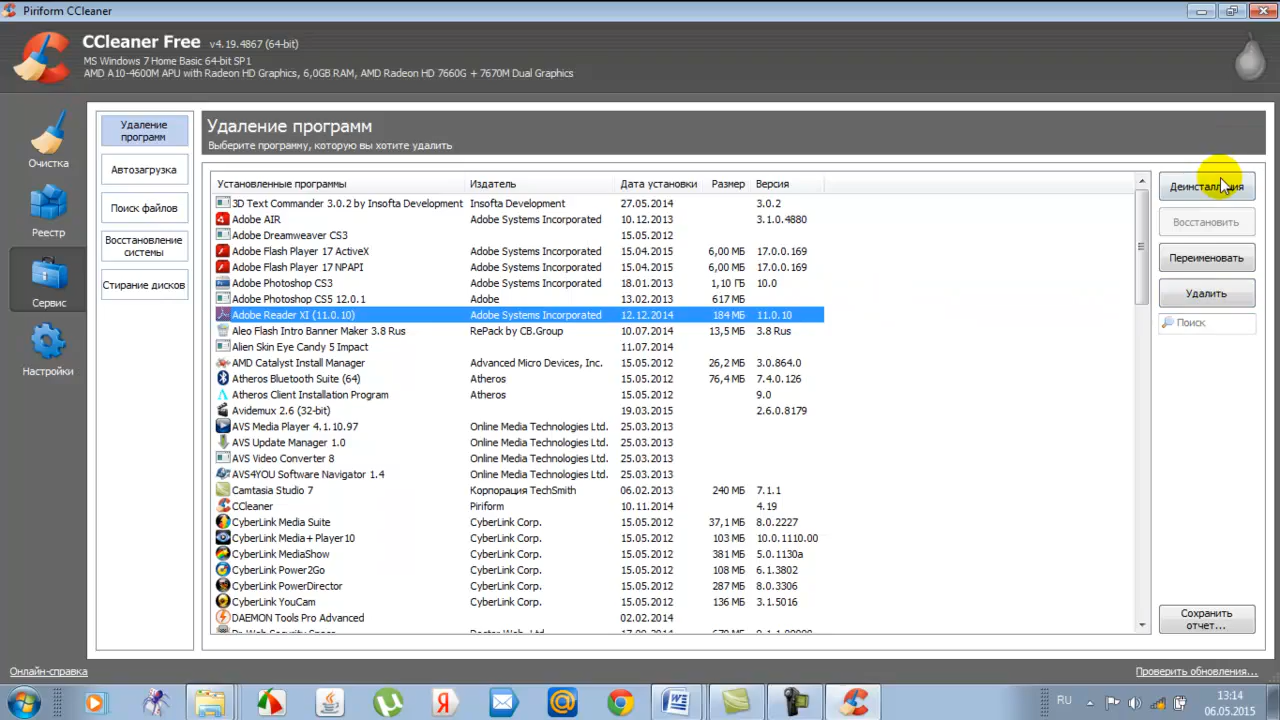 Piriform CCleaner
CCleaner Free v4.19.4867 (64-bit)
MS Windows 7 Home Basic 64-bit SP1
AMD A10-4600M APU with Radeon HD Graphics, 6,0GB RAM, AMD Radeon HD 7660G + 7670M Dual Graphics
Очистка
Реестр
Сервис
Настройки
Удаление
программ
Автозагрузка
Поиск файлов
Восстановление
системы
Стирание дисков
Удаление программ
Выберите программу, которую вы хотите удалить
Установленные программы Издатель Дата установки Размер Версия
3D Text Commander 3.0.2 by Insofta Development Insofta Development 27.05.2014 3.0.2
Adobe AIR Adobe Systems Incorporated 10.12.2013 3.1.0.4880
Adobe Dreamweaver CS3 15.05.2012
Adobe Flash Player 17 ActiveX Adobe Systems Incorporated 15.04.2015 6,00 МБ 17.0.0.169
Adobe Flash Player 17 NPAPI Adobe Systems Incorporated 15.04.2015 6,00 МБ 17.0.0.169
Adobe Photoshop CS3 Adobe Systems Incorporated 18.01.2013 1,10 ГБ 10.0
Adobe Photoshop CS5 12.0.1 Adobe 13.02.2013 617 МБ
Adobe Reader XI (11.0.10) Adobe Systems Incorporated 12.12.2014 184 МБ 11.0.10
Aleo Flash Intro Banner Maker 3.8 Rus RePack by CB.Group 10.07.2014 13,5 МБ 3.8 Rus
Alien Skin Eye Candy 5 Impact 11.07.2014
AMD Catalyst Install Manager Advanced Micro Devices, Inc. 15.05.2012 26,2 МБ 3.0.864.0
Atheros Bluetooth Suite (64) Atheros 15.05.2012 76,4 МБ 7.4.0.126
Atheros Client Installation Program Atheros 15.05.2012 9.0
Avidemux 2.6 (32-bit) 19.03.2015 2.6.0.8179
AVS Media Player 4.1.10.97 Online Media Technologies Ltd. 25.03.2013
AVS Update Manager 1.0 Online Media Technologies Ltd. 25.03.2013
AVS Video Converter 8 Online Media Technologies Ltd. 25.03.2013
AVS4YOU Software Navigator 1.4 Online Media Technologies Ltd. 25.03.2013
Camtasia Studio 7 Корпорация TechSmith 06.02.2013 240 МБ 7.1.1
CCleaner Piriform 10.11.2014 4.19
CyberLink Media Suite CyberLink Corp. 15.05.2012 37,1 МБ 8.0.2227
CyberLink Media+ Player10 CyberLink Corp. 15.05.2012 103 МБ 10.0.1110.00
CyberLink MediaShow CyberLink Corp. 15.05.2012 381 МБ 5.0.1130a
CyberLink Power2Go CyberLink Corp. 15.05.2012 108 МБ 6.1.3802
CyberLink PowerDirector CyberLink Corp. 15.05.2012 287 МБ 8.0.3306
CyberLink YouCam CyberLink Corp. 15.05.2012 136 МБ 3.1.5016
DAEMON Tools Pro Advanced 02.02.2014
Деинсталляция
Восстановить
Переименовать
Удалить
Поиск
Сохранить
отчет...
Онлайн-справка
Проверить обновления...
RU
13:14
06.05.2015